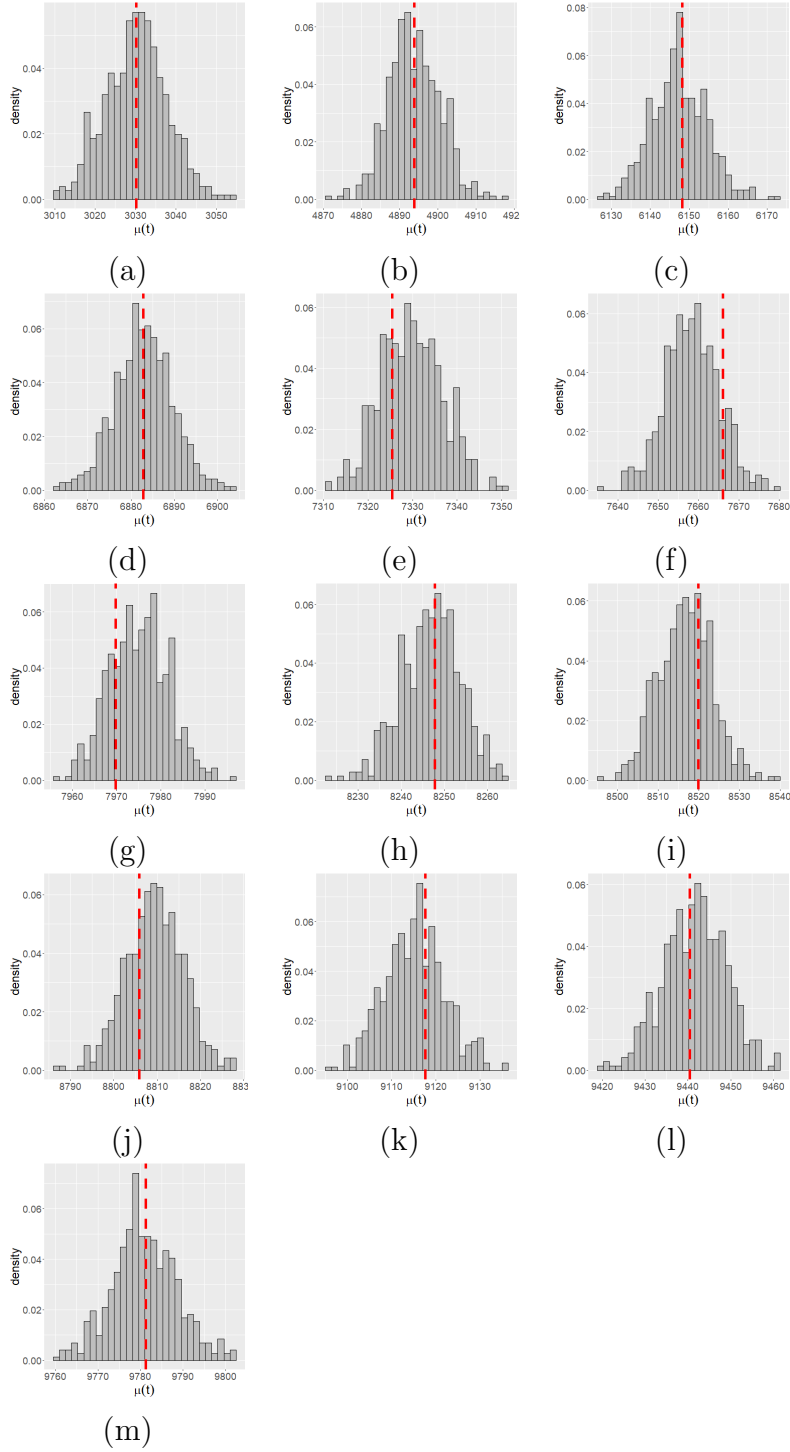 density
0.00 0.02 0.04
3010 3020 3030 3040 3050
μ(t)
(a)
density
0.00 0.02 0.04 0.06
4870 4880 4890 4900 4910 492
μ(t)
(b)
density
0.00 0.02 0.04 0.06 0.08
6130 6140 6150 6160 6170
μ(t)
(c)
density
0.00 0.02 0.04 0.06
6860 6870 6880 6890 6900
μ(t)
(d)
density
0.00 0.02 0.04 0.06
7310 7320 7330 7340 7350
μ(t)
(e)
density
0.00 0.02 0.04 0.06
7640 7650 7660 7670 7680
μ(t)
(f)
density
0.00 0.02 0.04 0.06
7960 7970 7980 7990
μ(t)
(g)
density
0.00 0.02 0.04 0.06
8230 8240 8250 8260
μ(t)
(h)
density
0.00 0.02 0.04 0.06
8500 8510 8520 8530 8540
μ(t)
(i)
density
0.00 0.02 0.04 0.06
8790 8800 8810 8820 883
μ(t)
(j)
density
0.00 0.02 0.04 0.06
9100 9110 9120 9130
μ(t)
(k)
density
0.00 0.02 0.04 0.06
9420 9430 9440 9450 9460
μ(t)
(l)
density
0.00 0.02 0.04 0.06
9760 9770 9780 9790 9800
μ(t)
(m)